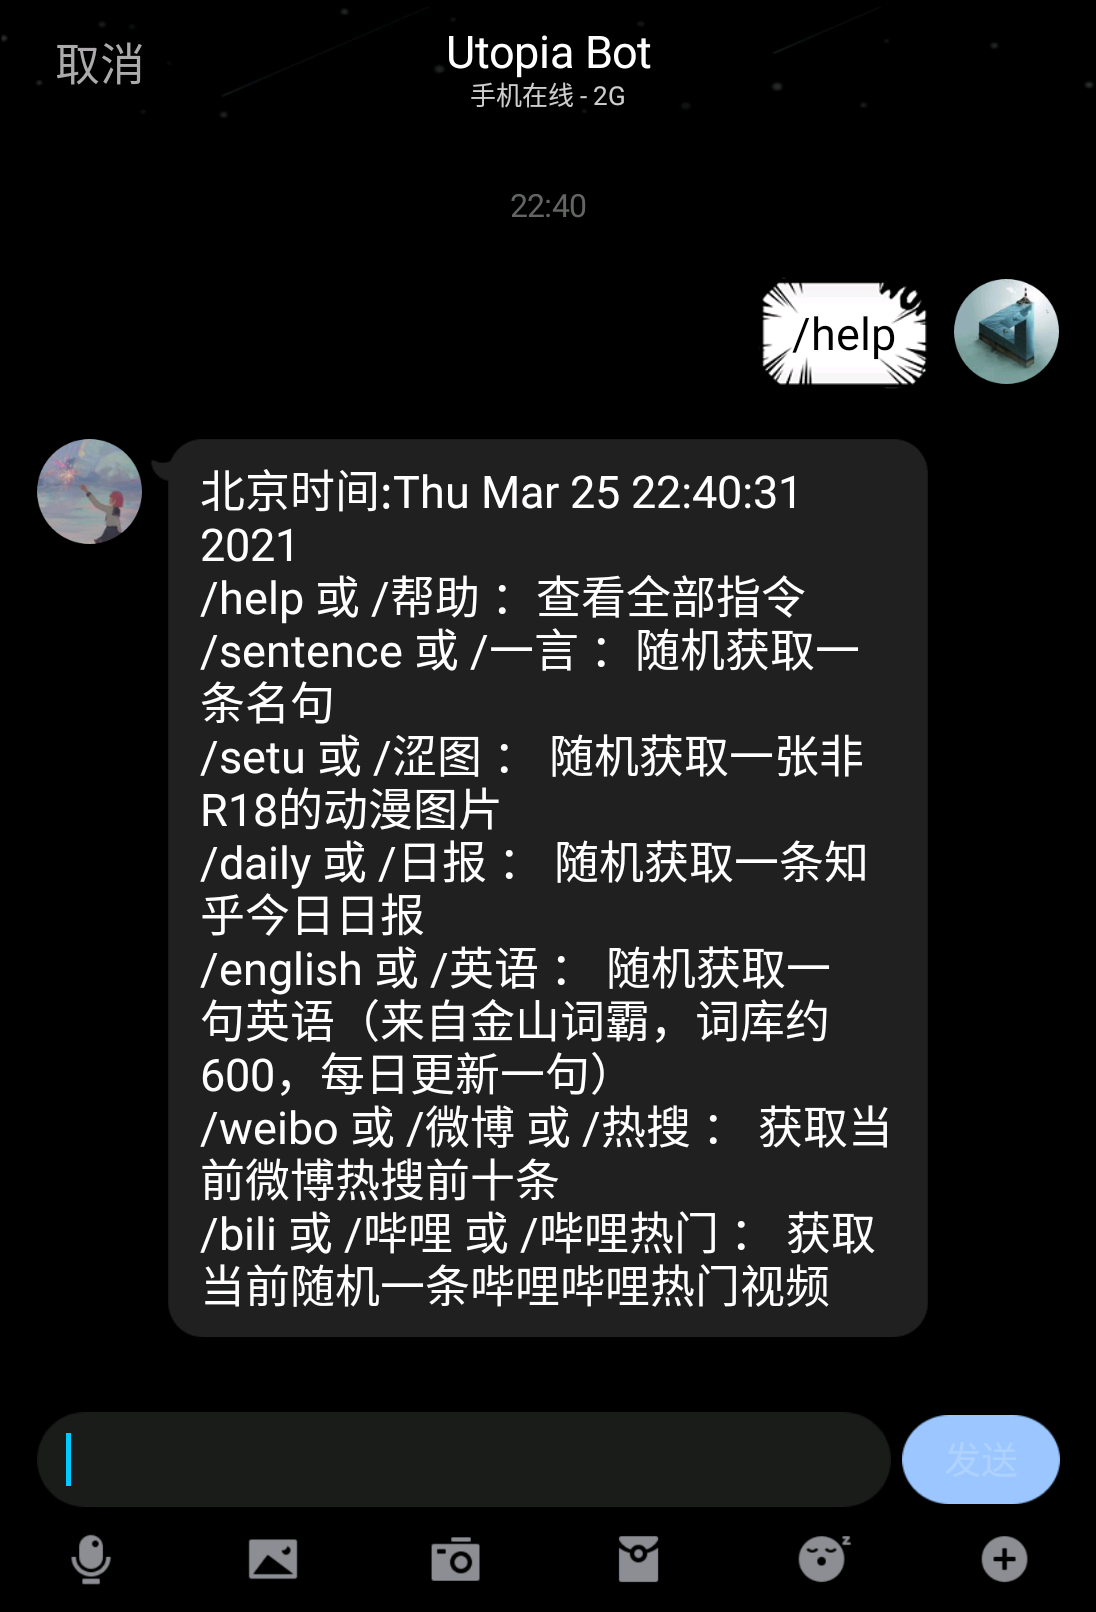 取消
Utopia Bot
手机在线 - 2G
22:40
/help
北京时间:Thu Mar 25 22:40:31
2021
/help 或 /帮助 ：查看全部指令
/sentence 或 /一言 ：随机获取一
条名句
/setu 或 /涩图 ： 随机获取一张非
R18的动漫图片
/daily 或 /日报 ： 随机获取一条知
乎今日日报
/english 或 /英语 ： 随机获取一
句英语（来自金山词霸，词库约
600，每日更新一句）
/weibo 或 /微博 或 /热搜 ： 获取当
前微博热搜前十条
/bili 或 /哔哩 或 /哔哩热门 ： 获取
当前随机一条哔哩哔哩热门视频
发送